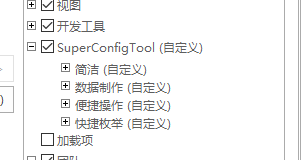 视图
开发工具
SuperConfigTool (自定义)
简洁 (自定义)
数据制作 (自定义)
便捷操作 (自定义)
快捷枚举 (自定义)
加载项